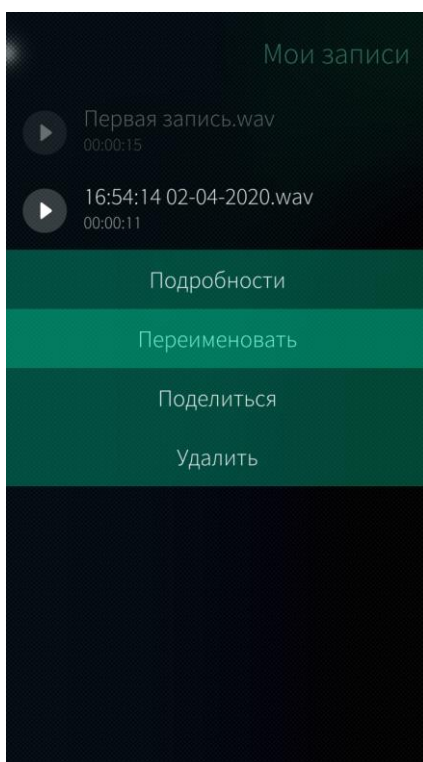 Мои записи
Первая запись.wav
00:00:15
16:54:14 02-04-2020.wav
00:00:11
Подробности
Переименовать
Поделиться
Удалить